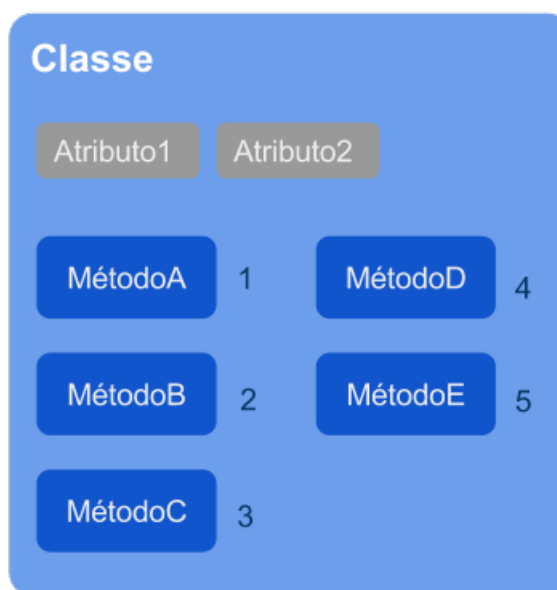 Classe
Atributo1 Atributo2
MétodoA 1 MétodoD 4
MétodoB 2 MétodoE 5
MétodoC 3